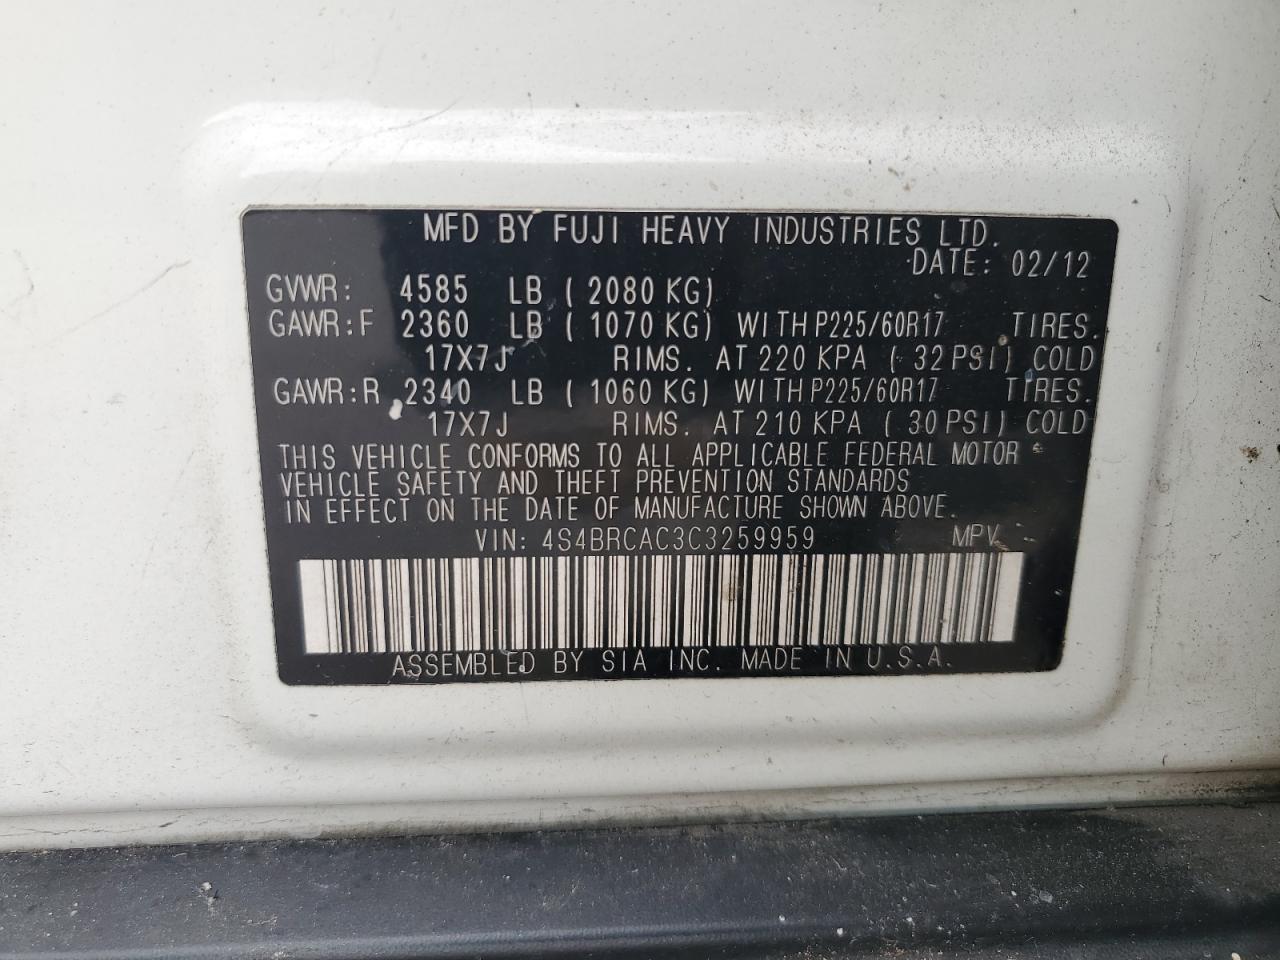 MFD BY FUJI HEAVY INDUSTRIES LTD.
DATE: 02/12
GVWR: 4585 LB ( 2080 KG)
GAWR:F 2360 LB ( 1070 KG) WITH P225/60R17 TIRES.
17X7J RIMS. AT 220 KPA ( 32 PSI) COLD
GAWR:R 2340 LB ( 1060 KG) WITH P225/60R17 TIRES.
17X7J RIMS. AT 210 KPA ( 30 PSI) COLD
THIS VEHICLE CONFORMS TO ALL APPLICABLE FEDERAL MOTOR
VEHICLE SAFETY AND THEFT PREVENTION STANDARDS
IN EFFECT ON THE DATE OF MANUFACTURE SHOWN ABOVE.
VIN: 4S4BRCAC3C3259959 MPV
ASSEMBLED BY SIA INC. MADE IN U.S.A.